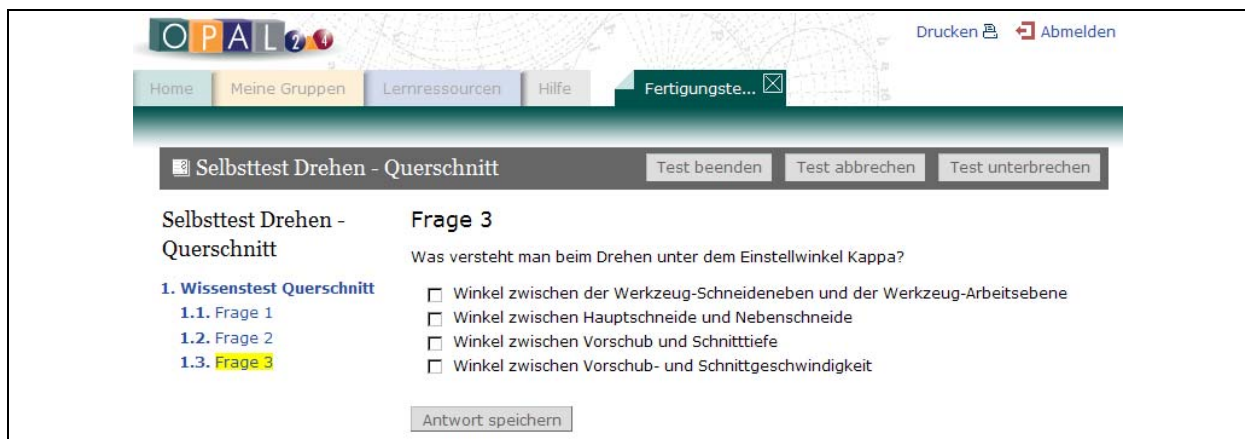 OPAL 24
Drucken Abmelden
Home Meine Gruppen Lernressourcen Hilfe Fertigungste...
Selbsttest Drehen - Querschnitt Test beenden Test abbrechen Test unterbrechen
Selbsttest Drehen -
Querschnitt
1. Wissenstest Querschnitt
1.1. Frage 1
1.2. Frage 2
1.3. Frage 3
Frage 3
Was versteht man beim Drehen unter dem Einstellwinkel Kappa?
Winkel zwischen der Werkzeug-Schneideneben und der Werkzeug-Arbeitsebene
Winkel zwischen Hauptschneide und Nebenschneide
Winkel zwischen Vorschub und Schnitttiefe
Winkel zwischen Vorschub- und Schnittgeschwindigkeit
Antwort speichern